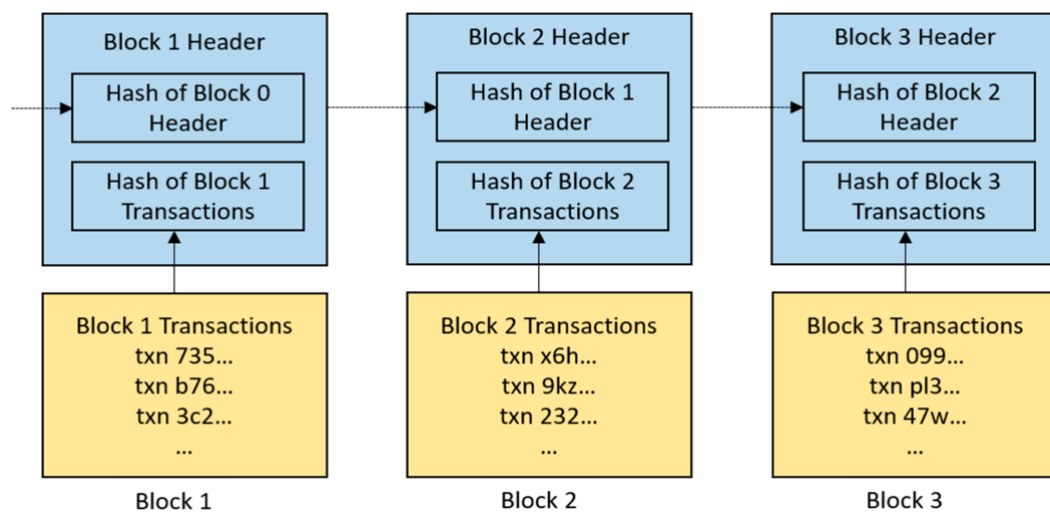 Block 1 Header
Hash of Block 0
Header
Hash of Block 1
Transactions
Block 1 Transactions
txn 735...
txn b76...
txn 3c2...
...
Block 1
Block 2 Header
Hash of Block 1
Header
Hash of Block 2
Transactions
Block 2 Transactions
txn x6h...
txn 9kz...
txn 232...
...
Block 2
Block 3 Header
Hash of Block 2
Header
Hash of Block 3
Transactions
Block 3 Transactions
txn 099...
txn pl3...
txn 47w...
...
Block 3